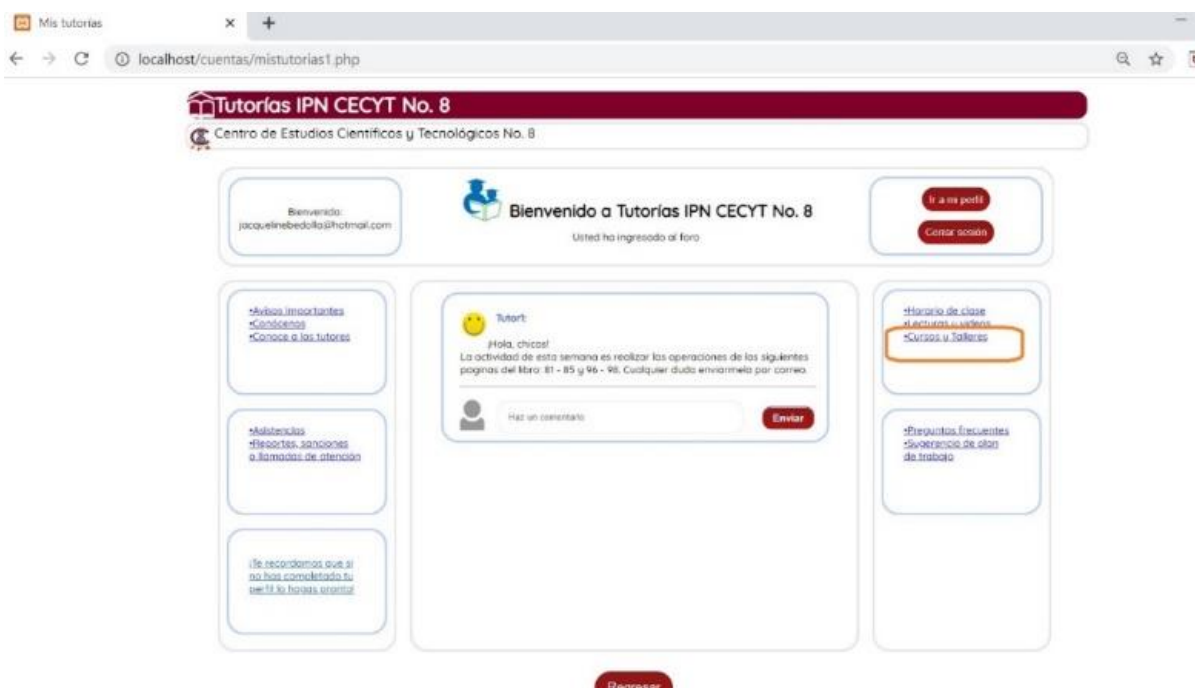 Mis tutorias
localhost/cuentas/mistutorias1.php
Tutorías IPN CECYT No. 8
Centro de Estudios Científicos y Tecnológicos No. 8
Bienvenido:
jacquelinebedolla@hotmail.com
Bienvenido a Tutorías IPN CECYT No. 8
Usted ha ingresado al foro
Ir a mi perfil
Cerrar sesión
•Avisos importantes
•Conócenos
•Conoce a los tutores
•Asistencias
•Reportes, sanciones
o llamadas de atención
¡Te recordamos que si
no has completado tu
perfil lo hagas pronto!
Tutor1:
¡Hola, chicos!
La actividad de esta semana es realizar las operaciones de las siguientes
paginas del libro: 81 - 85 y 96 - 98. Cualquier duda enviarmela por correo.
Haz un comentario
Enviar
•Horario de clase
•Lecturas y videos
•Cursos y Talleres
•Preguntas frecuentes
•Sugerencia de plan
de trabajo
Regresar